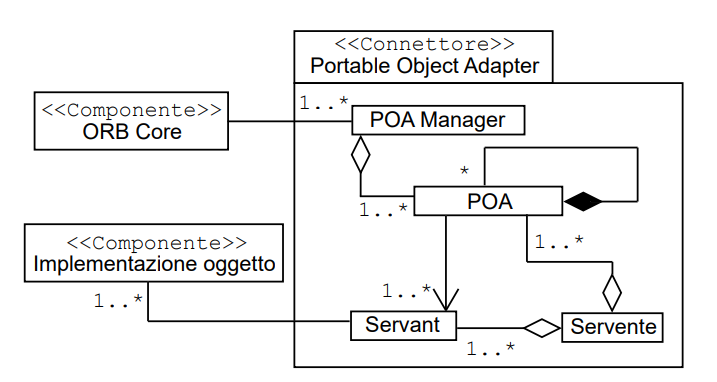 <<Connettore>>
Portable Object Adapter
<<Componente>>
ORB Core
1..*
POA Manager
*
1..*
POA
1..*
<<Componente>>
Implementazione oggetto
1..*
1..*
Servant
Servente
1..*